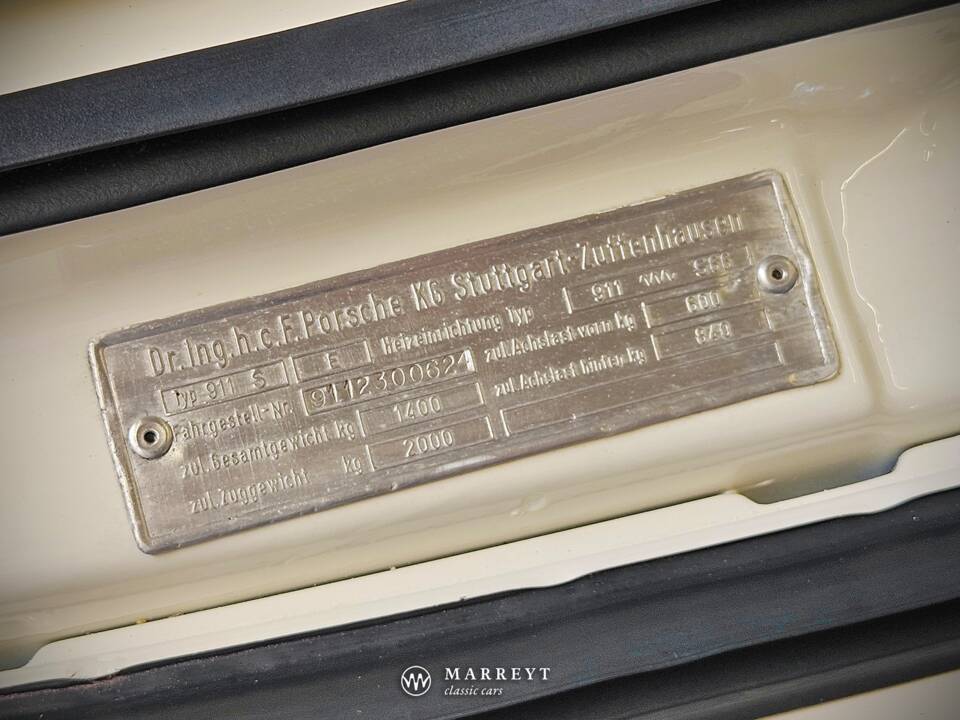 Dr. Ing. h.c. F. Porsche KG Stuttgart-Zuffenhausen
Typ 911 S E Heizeinrichtung Typ 911
Fahrgestell-Nr. 9112300624 zul. Achslast vorn kg 600
zul. Gesamtgewicht kg 1400 zul. Achslast hinten kg 840
zul. Zuggewicht kg 2000
MARREYT
classic cars